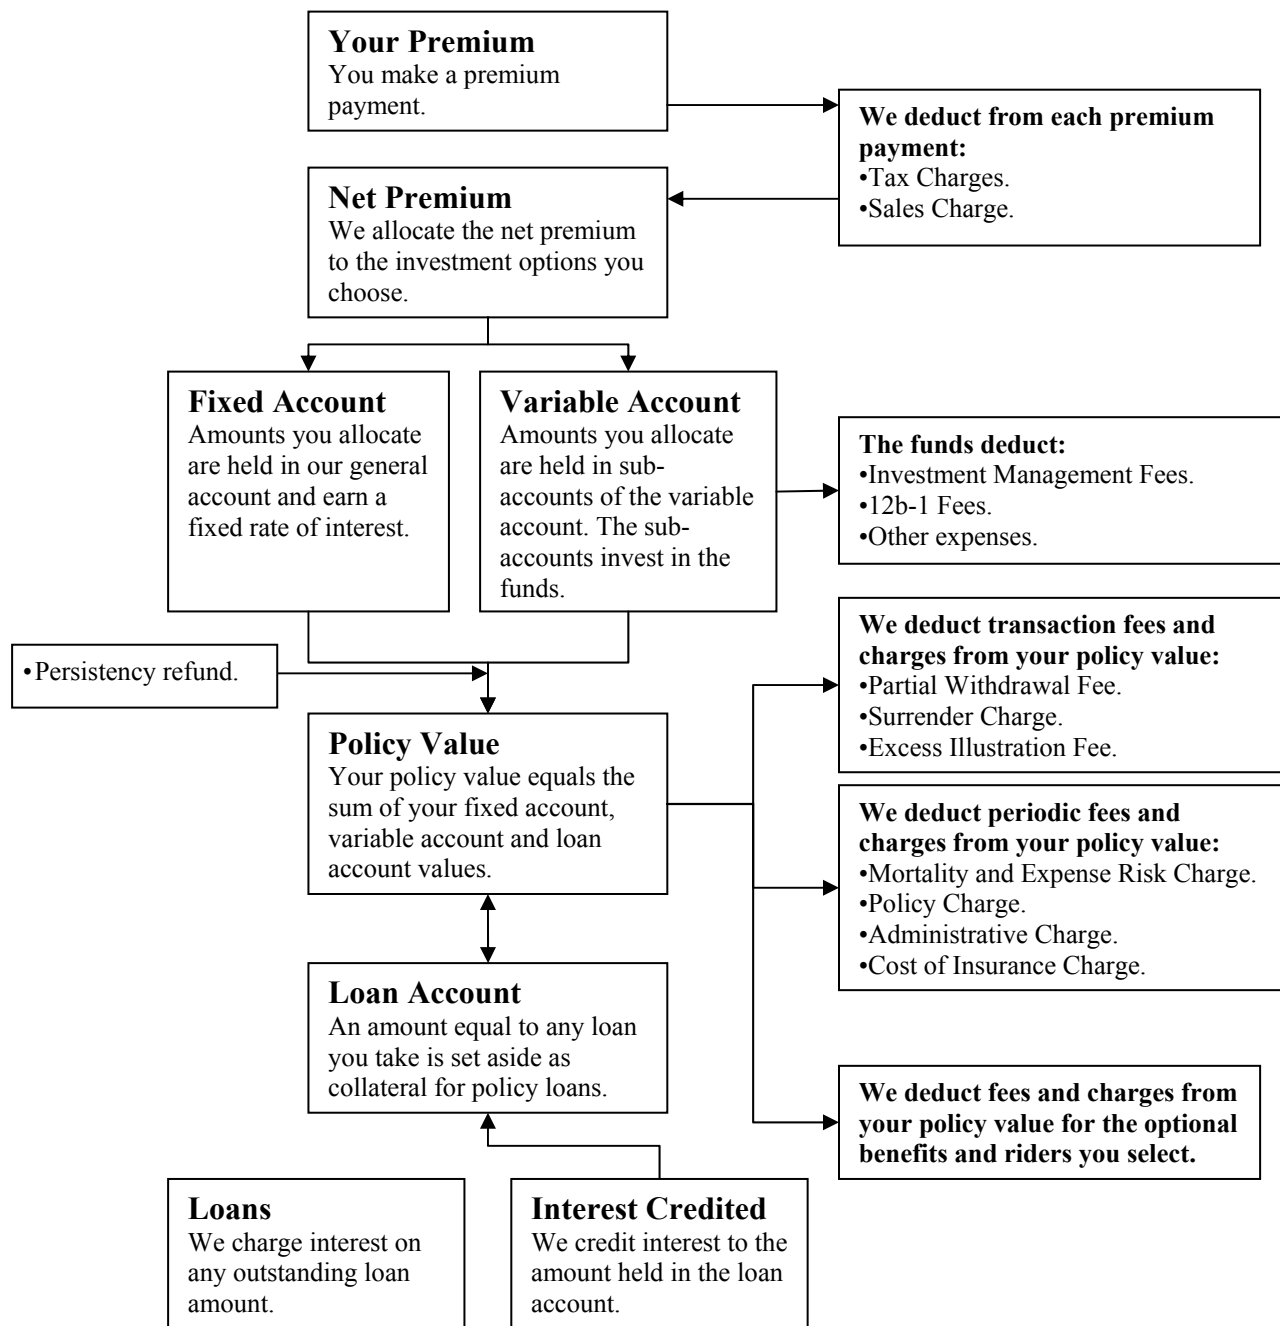 Your Premium
You make a premium
payment.
We deduct from each premium
payment:
•Tax Charges.
•Sales Charge.
Net Premium
We allocate the net premium
to the investment options you
choose.
Fixed Account
Amounts you allocate
are held in our general
account and earn a
fixed rate of interest.
Variable Account
Amounts you allocate
are held in sub-
accounts of the variable
account. The sub-
accounts invest in the
funds.
The funds deduct:
•Investment Management Fees.
•12b-1 Fees.
•Other expenses.
•Persistency refund.
We deduct transaction fees and
charges from your policy value:
•Partial Withdrawal Fee.
•Surrender Charge.
•Excess Illustration Fee.
Policy Value
Your policy value equals the
sum of your fixed account,
variable account and loan
account values.
We deduct periodic fees and
charges from your policy value:
•Mortality and Expense Risk Charge.
•Policy Charge.
•Administrative Charge.
•Cost of Insurance Charge.
Loan Account
An amount equal to any loan
you take is set aside as
collateral for policy loans.
We deduct fees and charges from
your policy value for the optional
benefits and riders you select.
Loans
We charge interest on
any outstanding loan
amount.
Interest Credited
We credit interest to the
amount held in the loan
account.